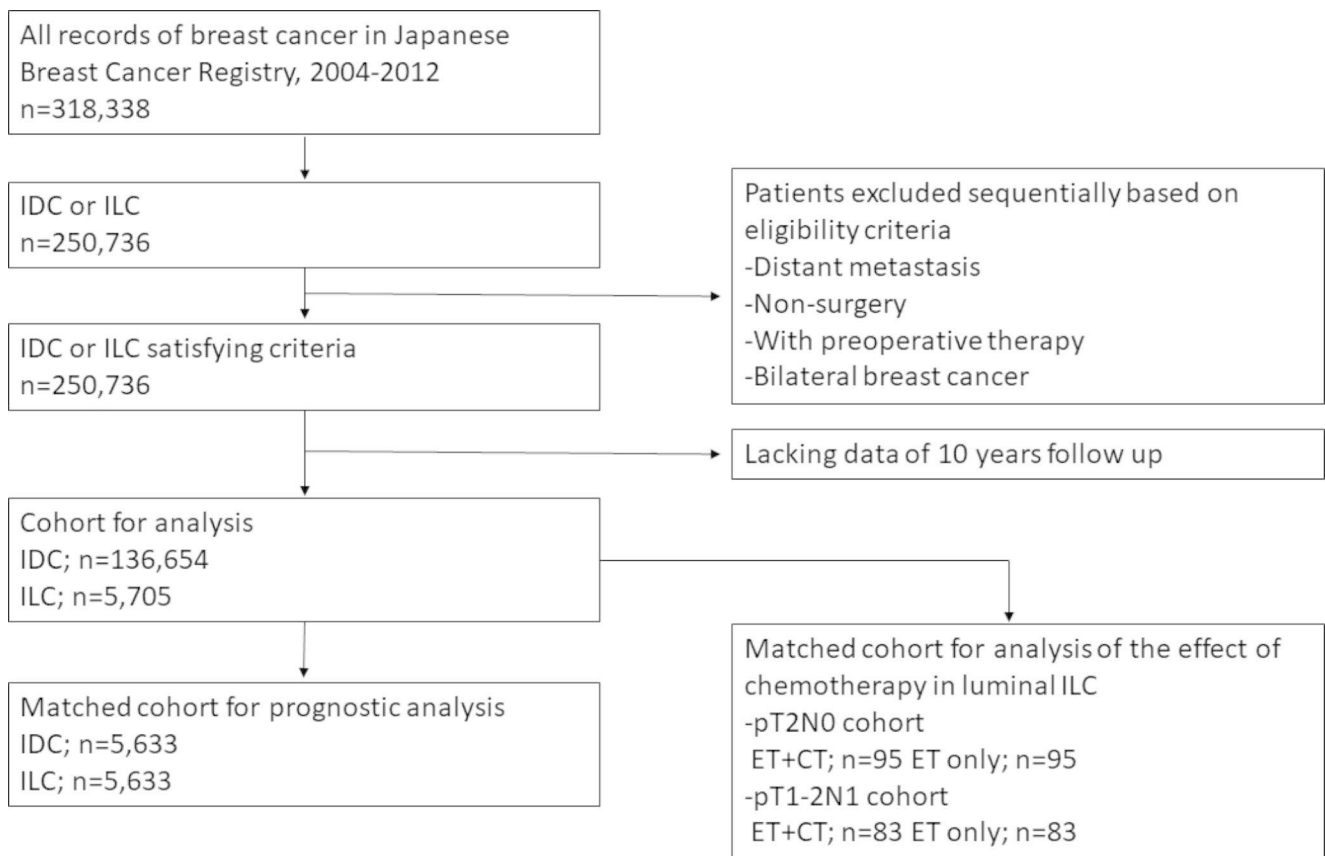 All records of breast cancer in Japanese
Breast Cancer Registry, 2004-2012
n=318,338
IDC or ILC
n=250,736
Patients excluded sequentially based on
eligibility criteria
-Distant metastasis
-Non-surgery
-With preoperative therapy
-Bilateral breast cancer
IDC or ILC satisfying criteria
n=250,736
Lacking data of 10 years follow up
Cohort for analysis
IDC; n=136,654
ILC; n=5,705
Matched cohort for prognostic analysis
IDC; n=5,633
ILC; n=5,633
Matched cohort for analysis of the effect of
chemotherapy in luminal ILC
-pT2N0 cohort
ET+CT; n=95 ET only; n=95
-pT1-2N1 cohort
ET+CT; n=83 ET only; n=83